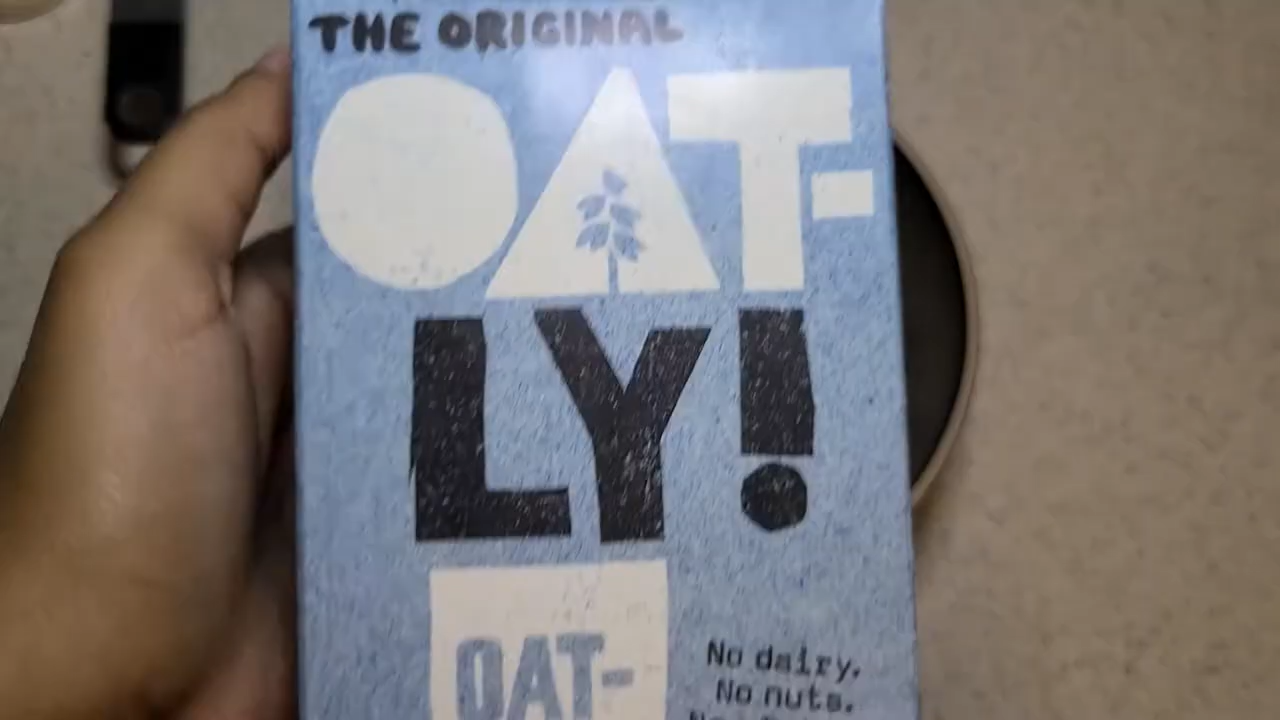 THE ORIGINAL
OAT-
LY!
OAT-
No dairy.
No nuts.